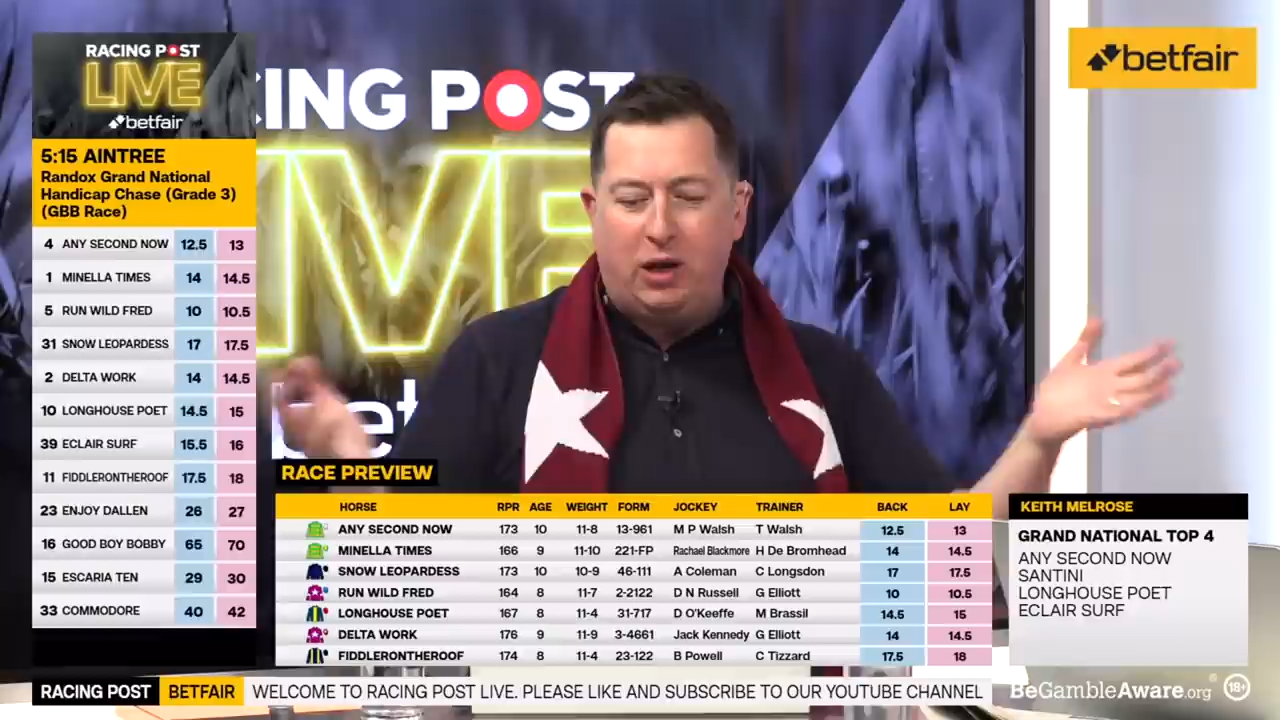 RACING POST
LIVE
betfair
5:15 AINTREE
Randox Grand National
Handicap Chase (Grade 3)
(GBB Race)
4 ANY SECOND NOW 12.5 13
1 MINELLA TIMES 14 14.5
5 RUN WILD FRED 10 10.5
31 SNOW LEOPARDESS 17 17.5
2 DELTA WORK 14 14.5
10 LONGHOUSE POET 14.5 15
39 ECLAIR SURF 15.5 16
11 FIDDLERONTHEROOF 17.5 18
23 ENJOY DALLEN 26 27
16 GOOD BOY BOBBY 65 70
15 ESCARIA TEN 29 30
33 COMMODORE 40 42
CING POST
IVE
bet
betfair
RACE PREVIEW
HORSE RPR AGE WEIGHT FORM JOCKEY TRAINER BACK LAY
ANY SECOND NOW 173 10 11-8 13-961 M P Walsh T Walsh 12.5 13
MINELLA TIMES 166 9 11-10 221-FP Rachael Blackmore H De Bromhead 14 14.5
SNOW LEOPARDESS 173 10 10-9 46-111 A Coleman C Longsdon 17 17.5
RUN WILD FRED 164 8 11-7 2-2122 D N Russell G Elliott 10 10.5
LONGHOUSE POET 167 8 11-4 31-717 D O'Keeffe M Brassil 14.5 15
DELTA WORK 176 9 11-9 3-4661 Jack Kennedy G Elliott 14 14.5
FIDDLERONTHEROOF 174 8 11-4 23-122 B Powell C Tizzard 17.5 18
KEITH MELROSE
GRAND NATIONAL TOP 4
ANY SECOND NOW
SANTINI
LONGHOUSE POET
ECLAIR SURF
RACING POST BETFAIR WELCOME TO RACING POST LIVE. PLEASE LIKE AND SUBSCRIBE TO OUR YOUTUBE CHANNEL
BeGambleAware.org® 18+